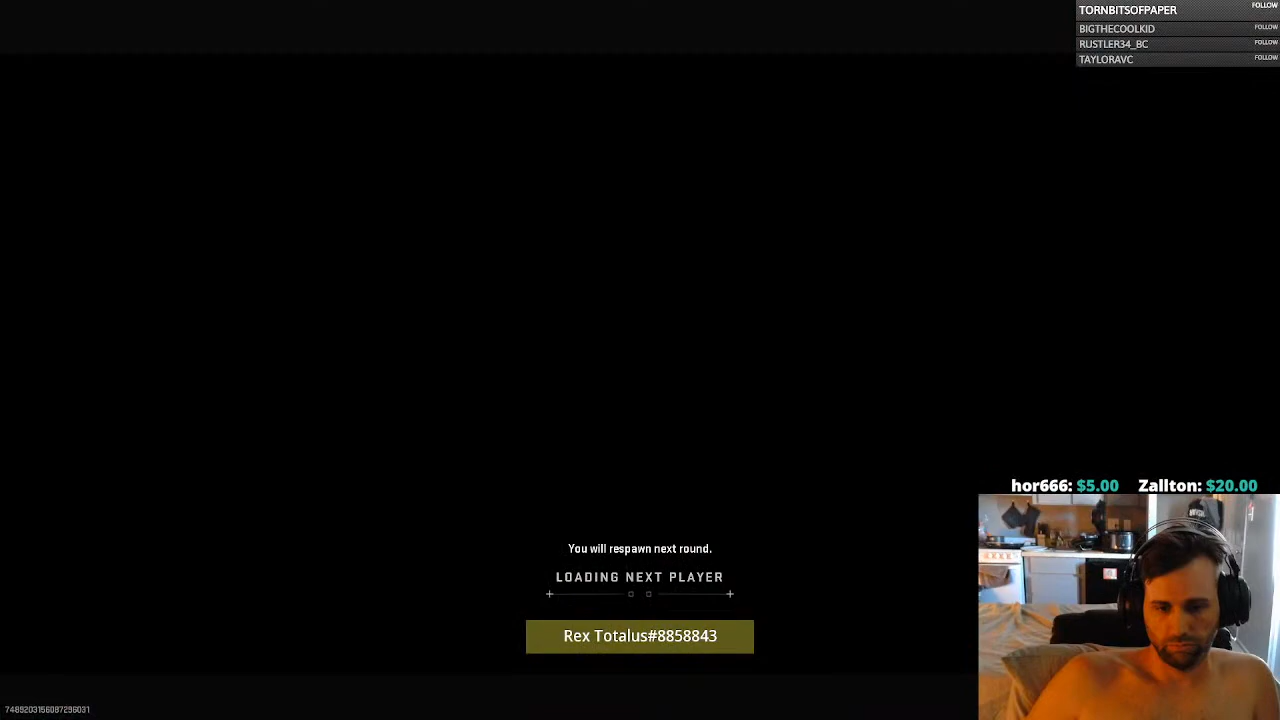 TORNBITSOFPAPER FOLLOW
BIGTHECOOLKID FOLLOW
RUSTLER34_BC FOLLOW
TAYLORAVC FOLLOW
hor666: $5.00 Zallton: $20.00
You will respawn next round.
LOADING NEXT PLAYER
Rex Totalus#8858843
7489203156087296031